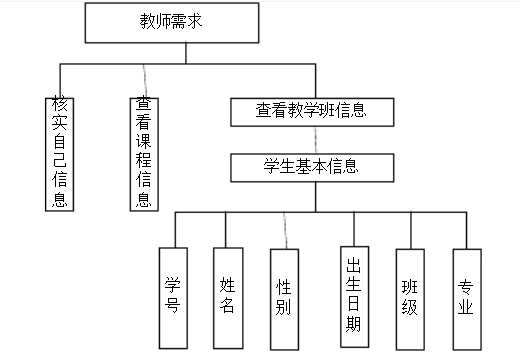 教师需求
核实自己信息
查看课程信息
查看教学班信息
学生基本信息
学号
姓名
性别
出生日期
班级
专业